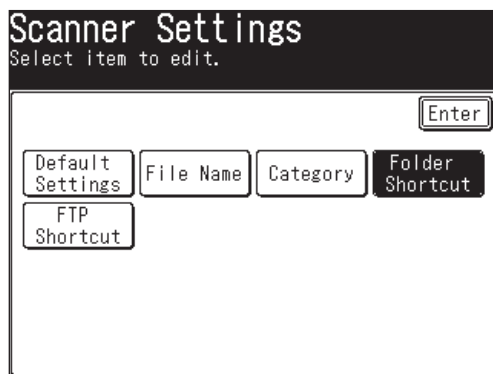 Scanner Settings
Select item to edit.
Enter
Default
Settings
File Name
Category
Folder
Shortcut
FTP
Shortcut